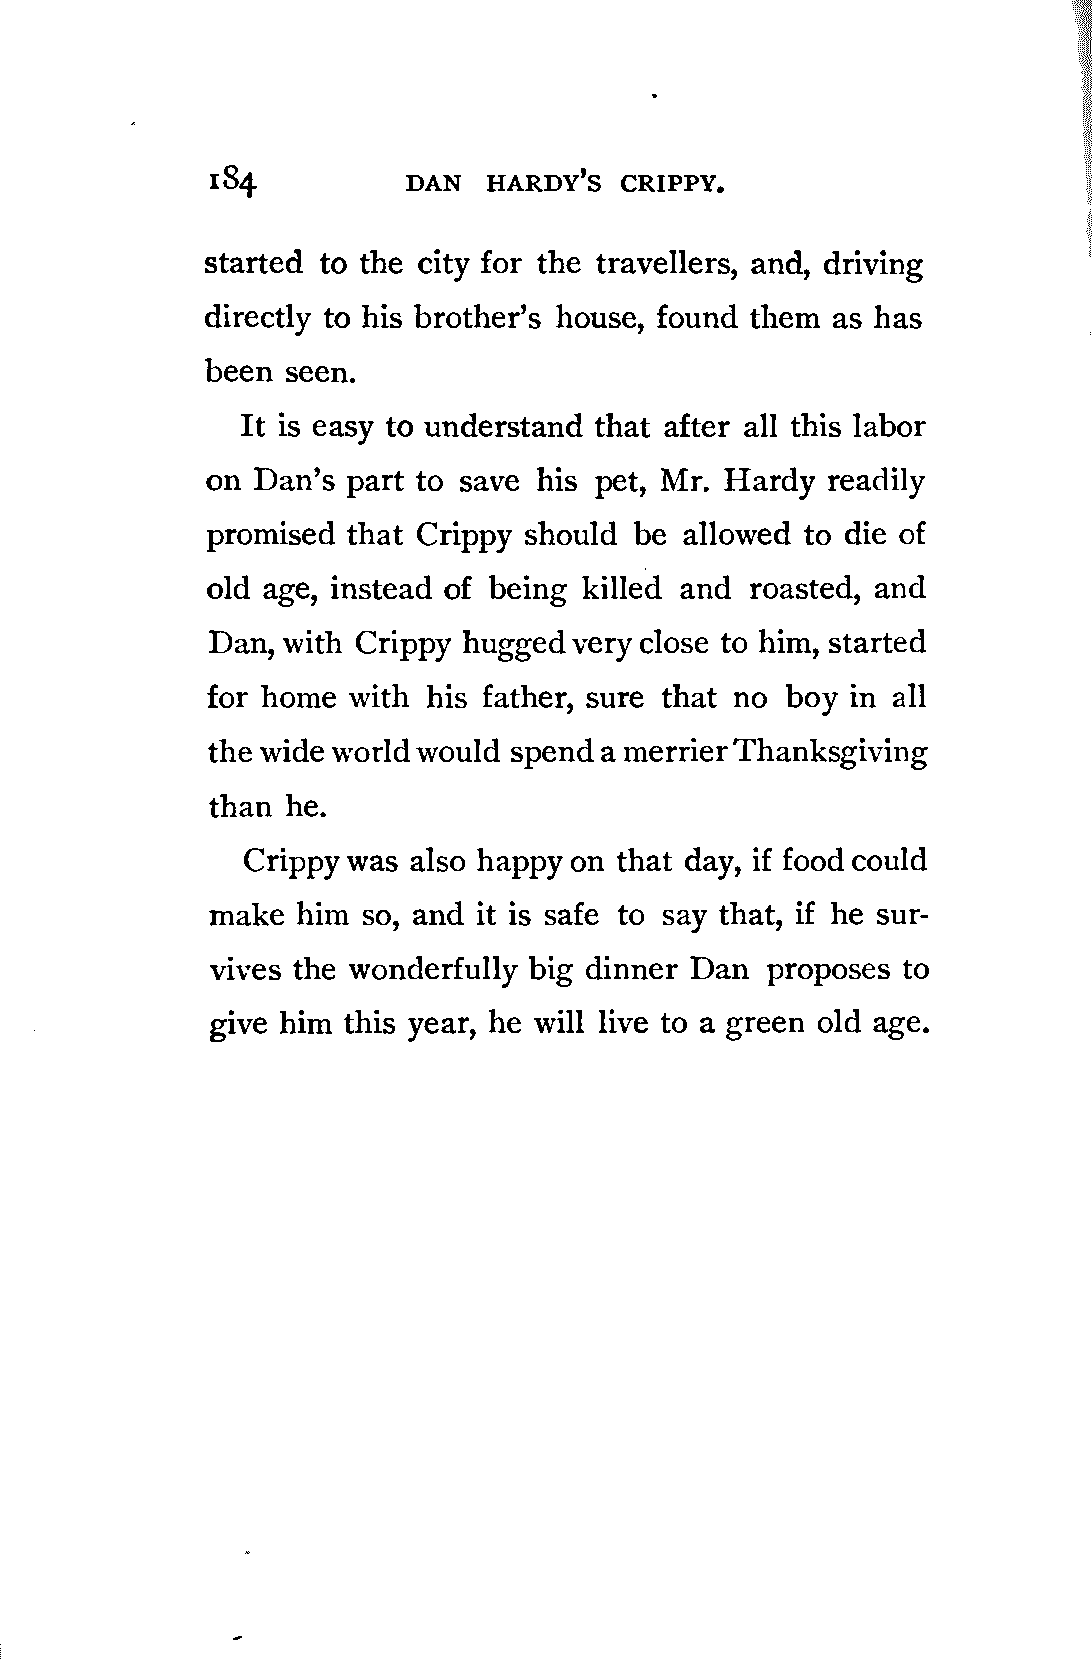 184 DAN HARDY'S CRIPPY.
started to the city for the travellers, and, driving
directly to his brother's house, found them as has
been seen.
It is easy to understand that after all this labor
on Dan's part to save his pet, Mr. Hardy readily
promised that Crippy should be allowed to die of
old age, instead of being killed and roasted, and
Dan, with Crippy hugged very close to him, started
for home with his father, sure that no boy in all
the wide world would spend a merrier Thanksgiving
than he.
Crippy was also happy on that day, if food could
make him so, and it is safe to say that, if he sur-
vives the wonderfully big dinner Dan proposes to
give him this year, he will live to a green old age.